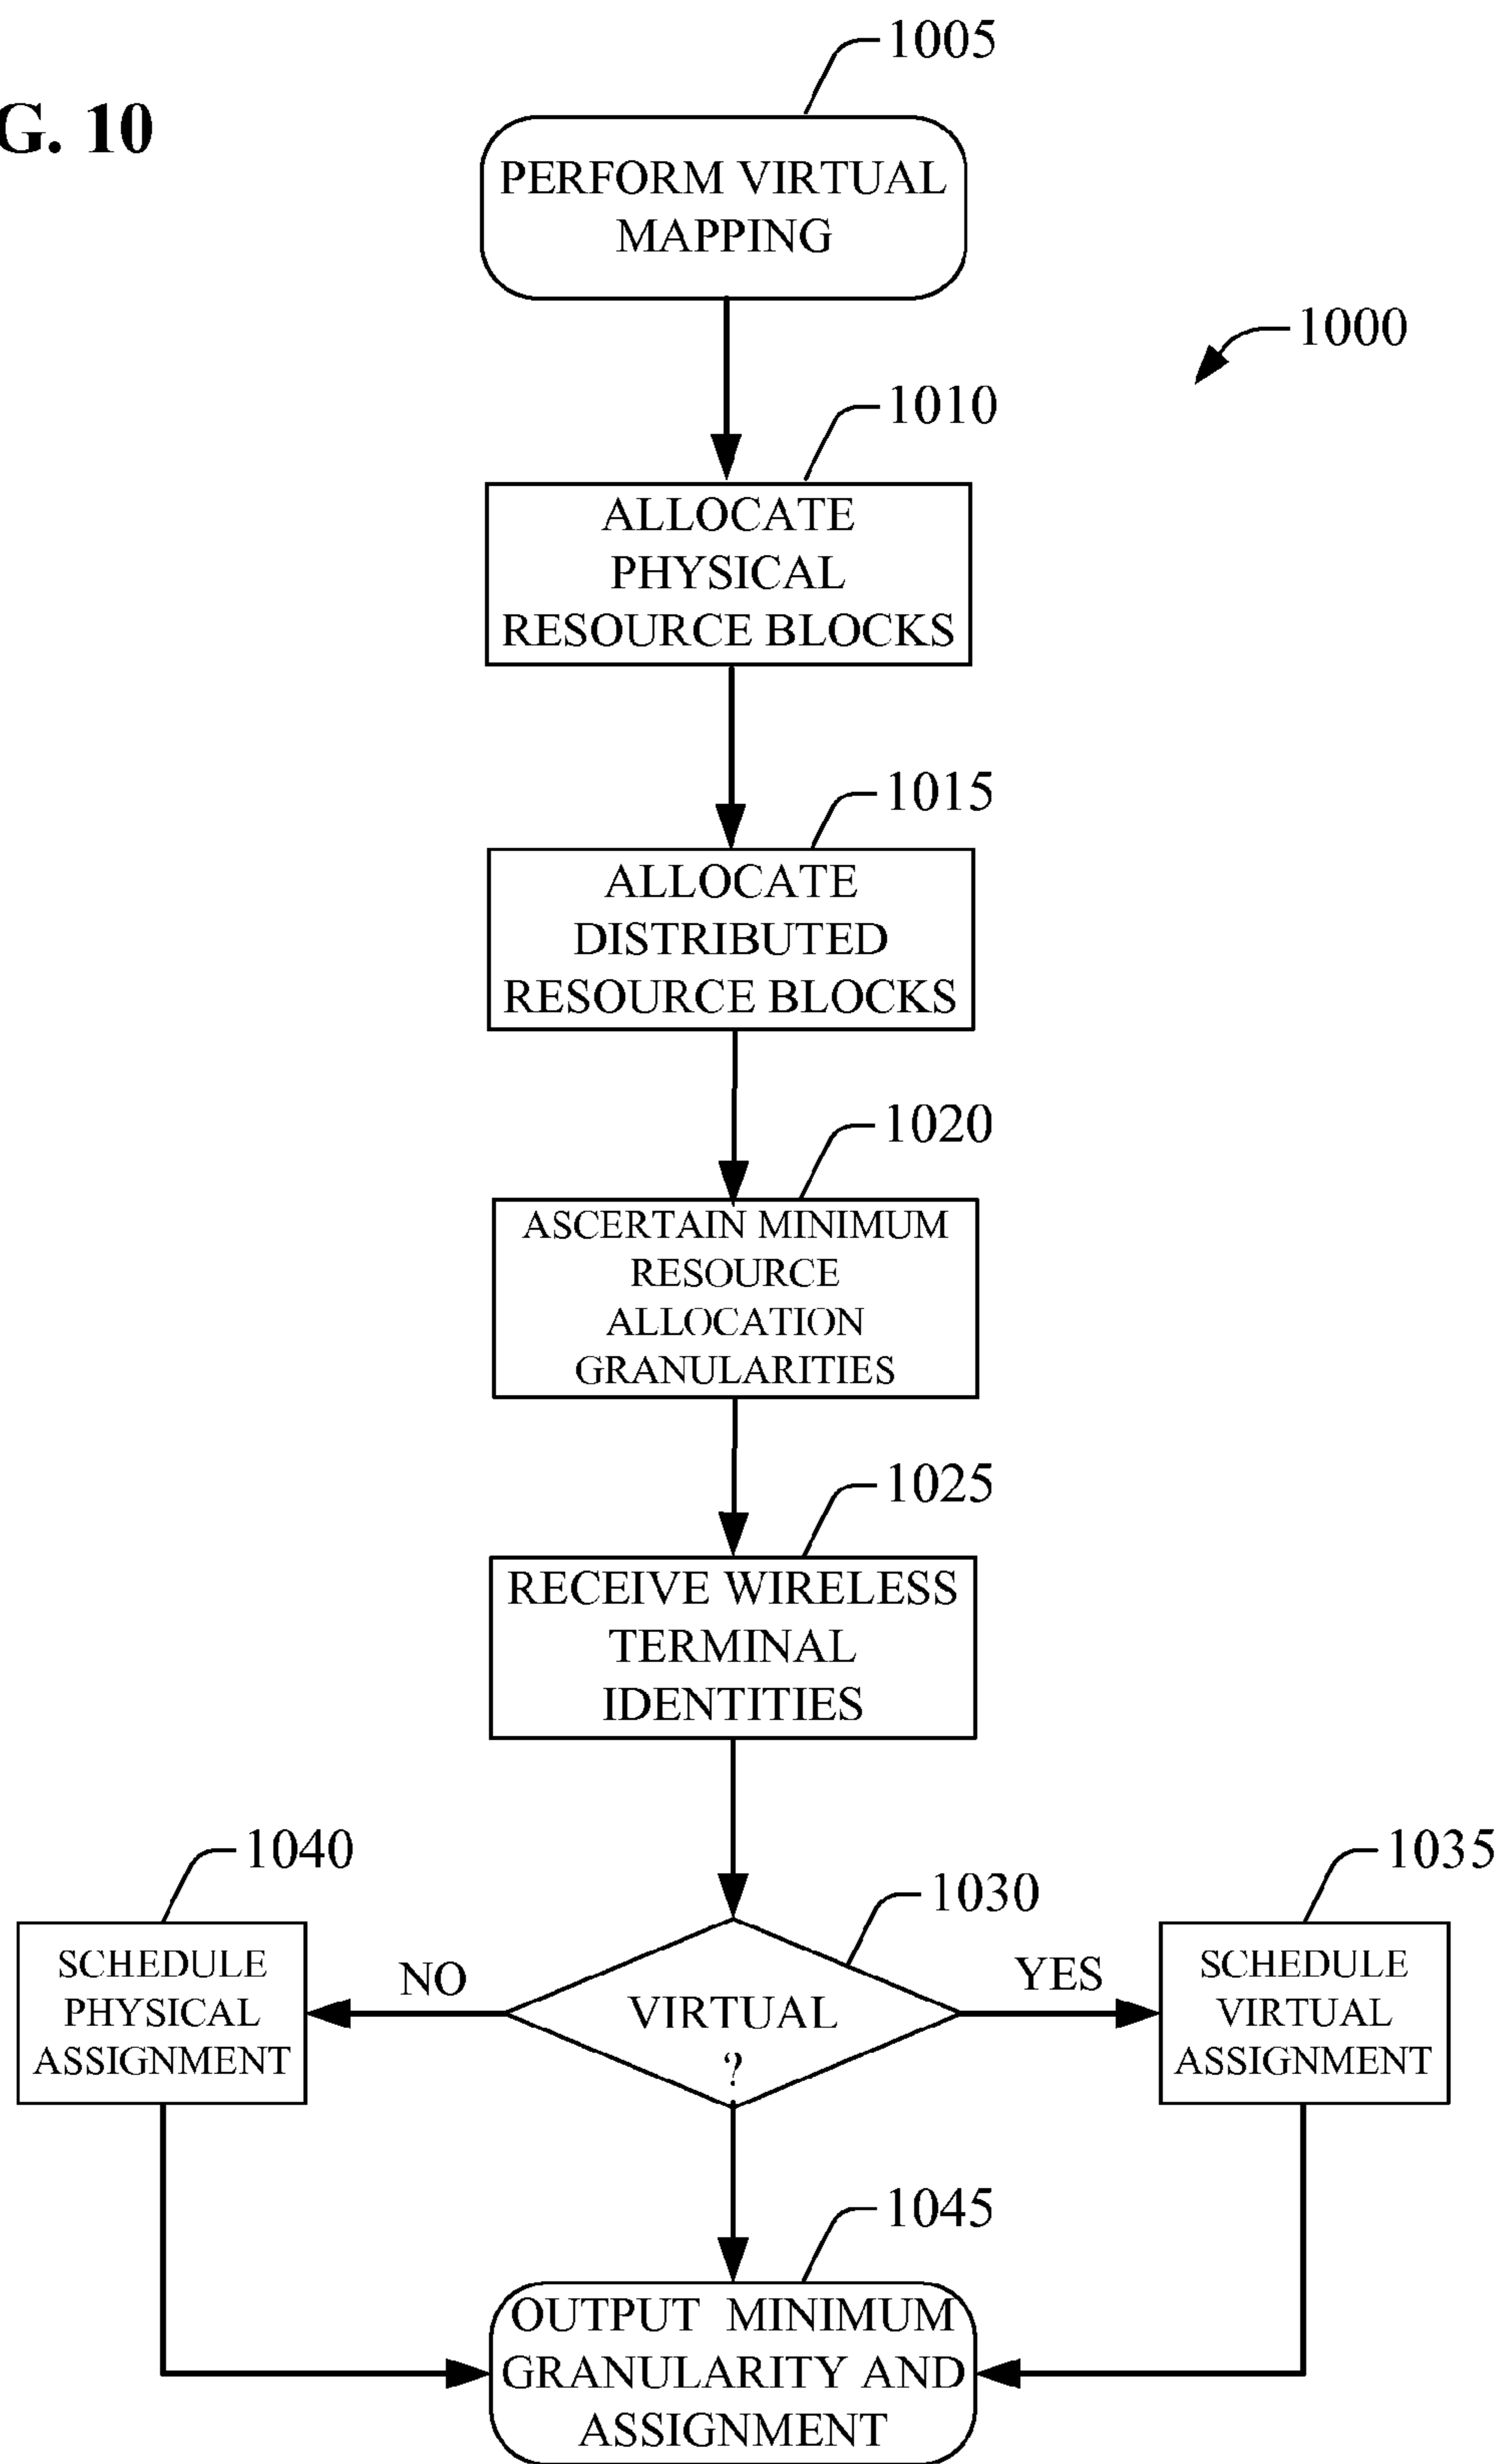 1005
G. 10
PERFORM VIRTUAL
MAPPING
1000
1010
ALLOCATE
PHYSICAL
RESOURCE BLOCKS
1015
ALLOCATE
DISTRIBUTED
RESOURCE BLOCKS
1020
ASCERTAIN MINIMUM
RESOURCE
ALLOCATION
GRANULARITIES
1025
RECEIVE WIRELESS
TERMINAL
IDENTITIES
1040
1030
1035
SCHEDULE
PHYSICAL
ASSIGNMENT
NO
VIRTUAL
?
YES
SCHEDULE
VIRTUAL
ASSIGNMENT
1045
OUTPUT MINIMUM
GRANULARITY AND
ASSIGNMENT